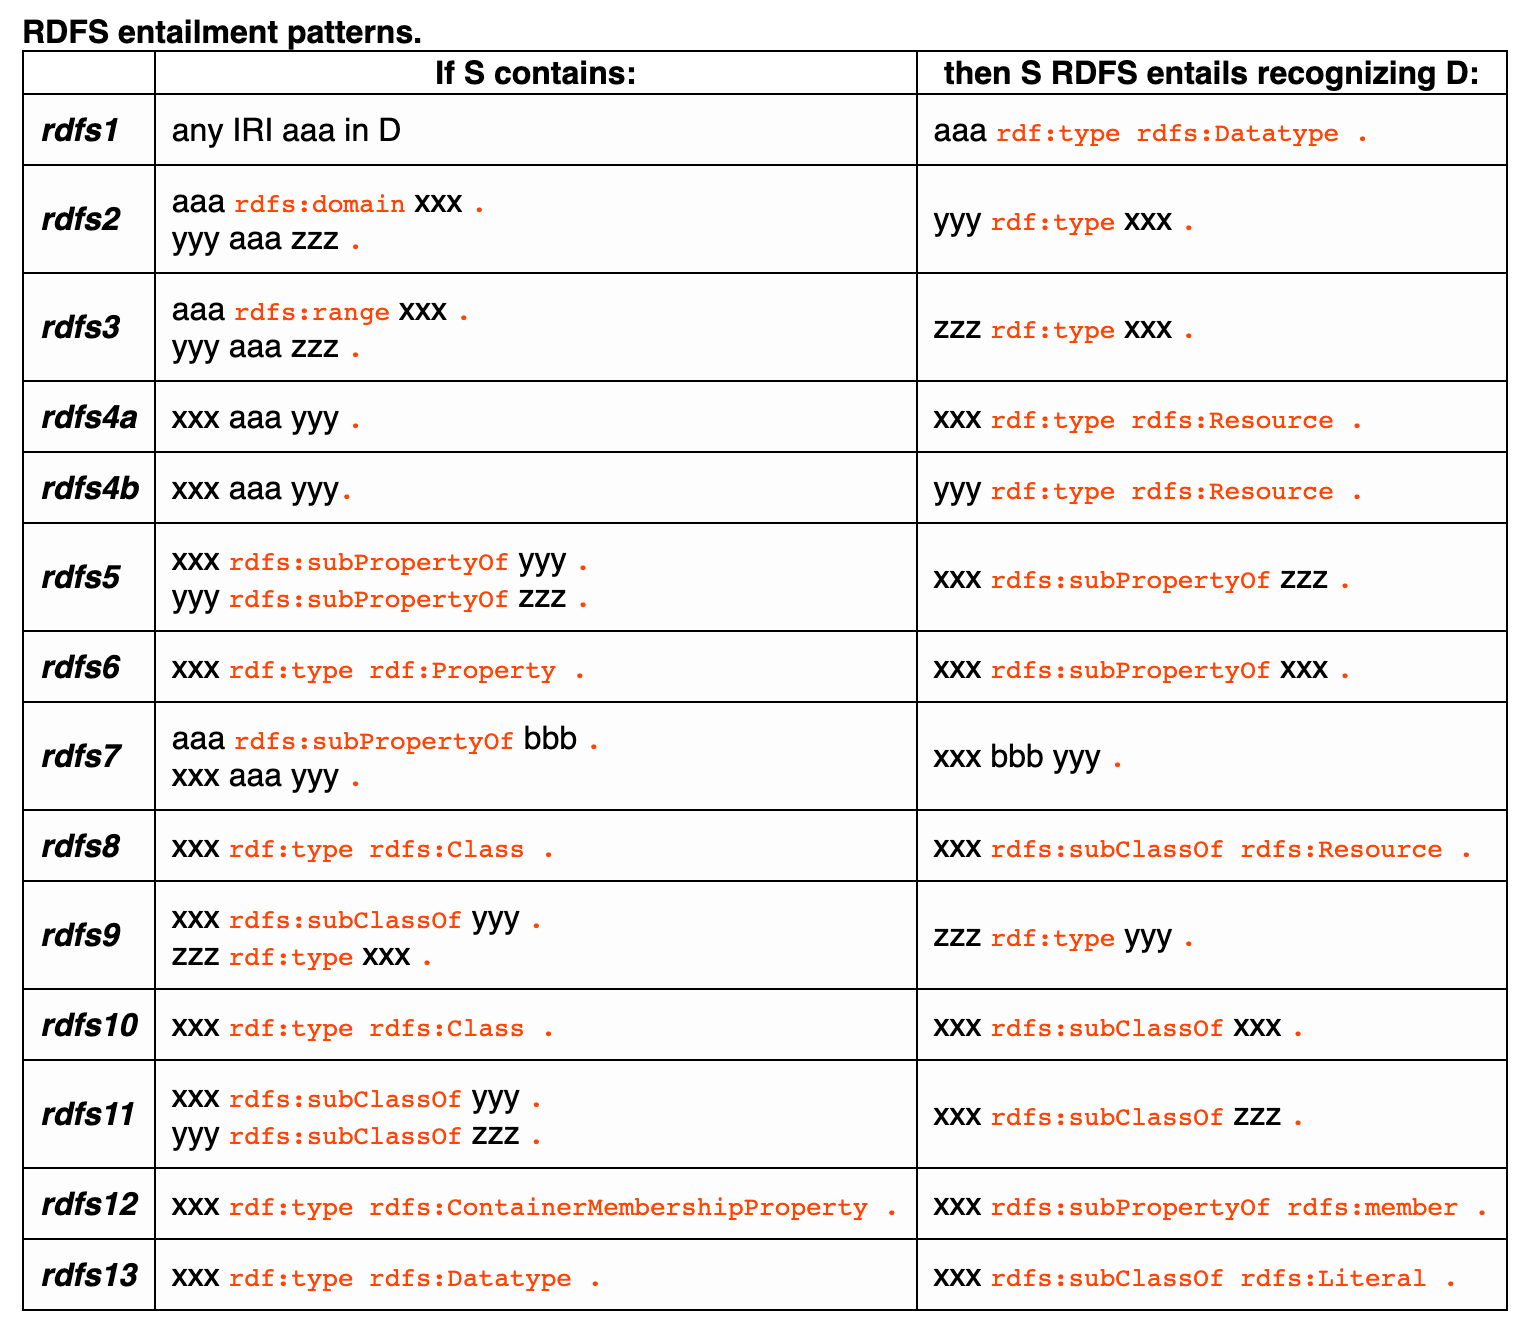 RDFS entailment patterns.
If S contains: then S RDFS entails recognizing D:
rdfs1 any IRI aaa in D aaa rdf:type rdfs:Datatype .
rdfs2 aaa rdfs:domain xxx .
yyy aaa zzz . yyy rdf:type xxx .
rdfs3 aaa rdfs:range xxx .
yyy aaa zzz . zzz rdf:type xxx .
rdfs4a xxx aaa yyy . xxx rdf:type rdfs:Resource .
rdfs4b xxx aaa yyy. yyy rdf:type rdfs:Resource .
rdfs5 xxx rdfs:subPropertyOf yyy .
yyy rdfs:subPropertyOf zzz . xxx rdfs:subPropertyOf zzz .
rdfs6 xxx rdf:type rdf:Property . xxx rdfs:subPropertyOf xxx .
rdfs7 aaa rdfs:subPropertyOf bbb .
xxx aaa yyy . xxx bbb yyy .
rdfs8 xxx rdf:type rdfs:Class . xxx rdfs:subClassOf rdfs:Resource .
rdfs9 xxx rdfs:subClassOf yyy .
zzz rdf:type xxx . zzz rdf:type yyy .
rdfs10 xxx rdf:type rdfs:Class . xxx rdfs:subClassOf xxx .
rdfs11 xxx rdfs:subClassOf yyy .
yyy rdfs:subClassOf zzz . xxx rdfs:subClassOf zzz .
rdfs12 xxx rdf:type rdfs:ContainerMembershipProperty . xxx rdfs:subPropertyOf rdfs:member .
rdfs13 xxx rdf:type rdfs:Datatype . xxx rdfs:subClassOf rdfs:Literal .